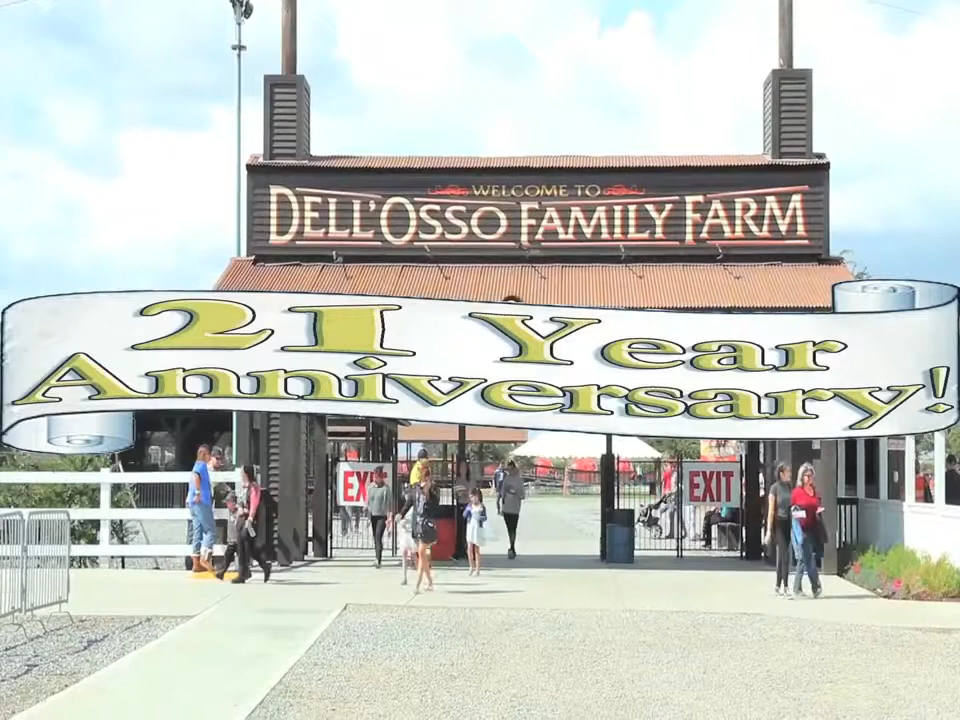 WELCOME TO
DELL'OSSO FAMILY FARM
21 Year
Anniversary!
EXIT
EXIT